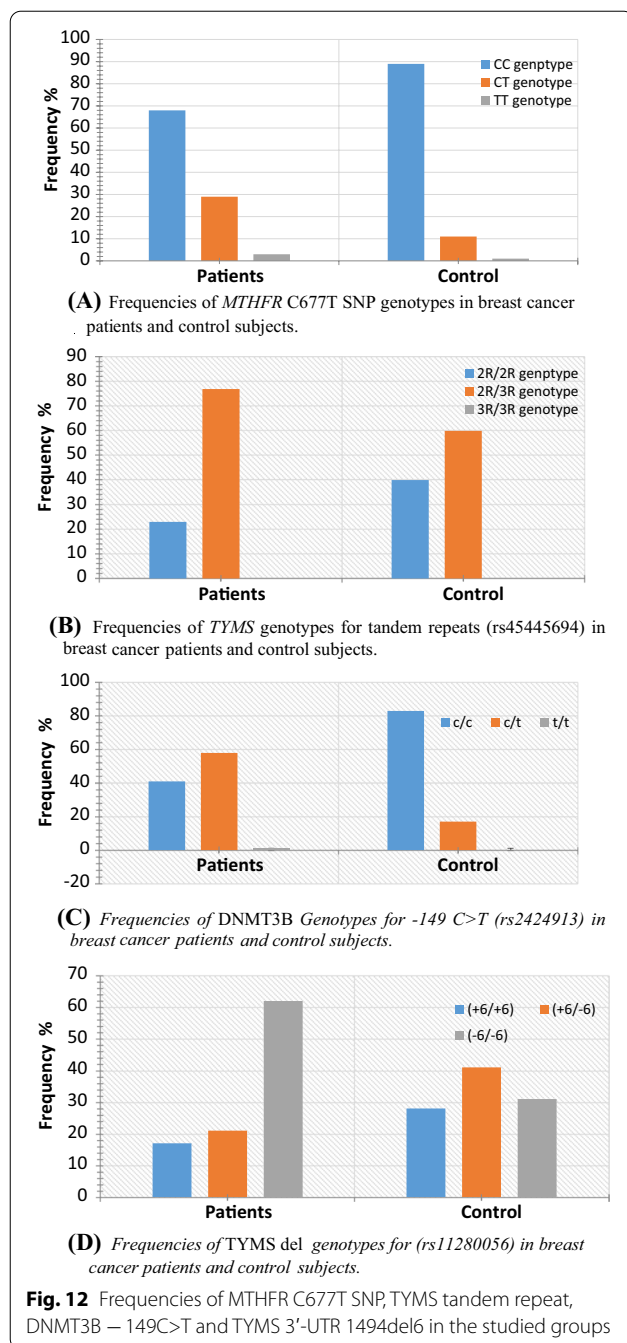 100
90
80
70
60
50
40
30
20
10
0
Frequency %
CC genptype
CT genotype
TT genotype
Patients Control
(A) Frequencies of MTHFR C677T SNP genotypes in breast cancer
. patients and control subjects.
90
80
70
60
50
40
30
20
10
0
Frequency %
2R/2R genptype
2R/3R genotype
3R/3R genotype
Patients Control
(B) Frequencies of TYMS genotypes for tandem repeats (rs45445694) in
breast cancer patients and control subjects.
100
80
60
40
20
0
-20
Frequency %
c/c c/t t/t
Patients Control
(C) Frequencies of DNMT3B Genotypes for -149 C>T (rs2424913) in
breast cancer patients and control subjects.
70
60
50
40
30
20
10
0
Frequency %
(+6/+6) (+6/-6)
(-6/-6)
Patients Control
(D) Frequencies of TYMS del genotypes for (rs11280056) in breast
cancer patients and control subjects.
Fig. 12 Frequencies of MTHFR C677T SNP, TYMS tandem repeat,
DNMT3B − 149C>T and TYMS 3′-UTR 1494del6 in the studied groups